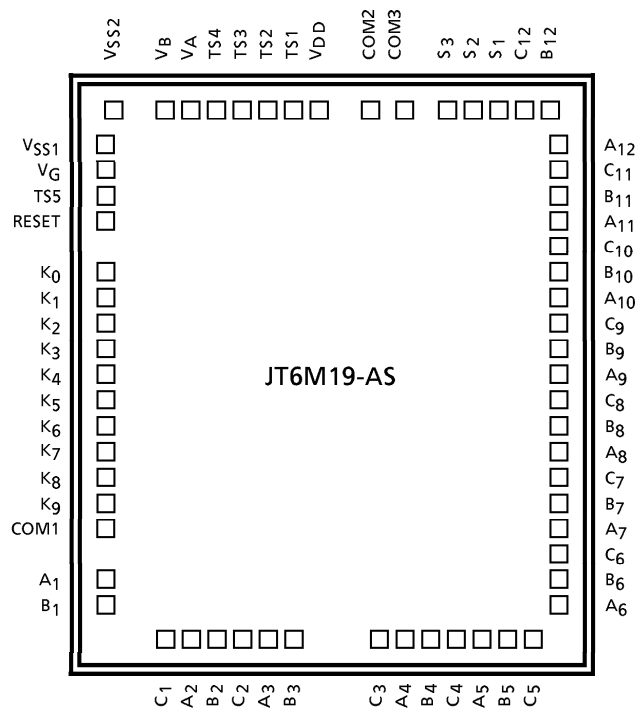 VSS2 VB VA TS4 TS3 TS2 TS1 VDD COM2 COM3 S3 S2 S1 C12 B12
VSS1 A12
VG C11
TS5 B11
RESET A11
C10
K0 B10
K1 A10
K2 C9
K3 B9
JT6M19-AS
K4 A9
K5 C8
K6 B8
K7 A8
K8 C7
K9 B7
COM1 A7
C6
A1 B6
B1 A6
C1 A2 B2 C2 A3 B3 C3 A4 B4 C4 A5 B5 C5